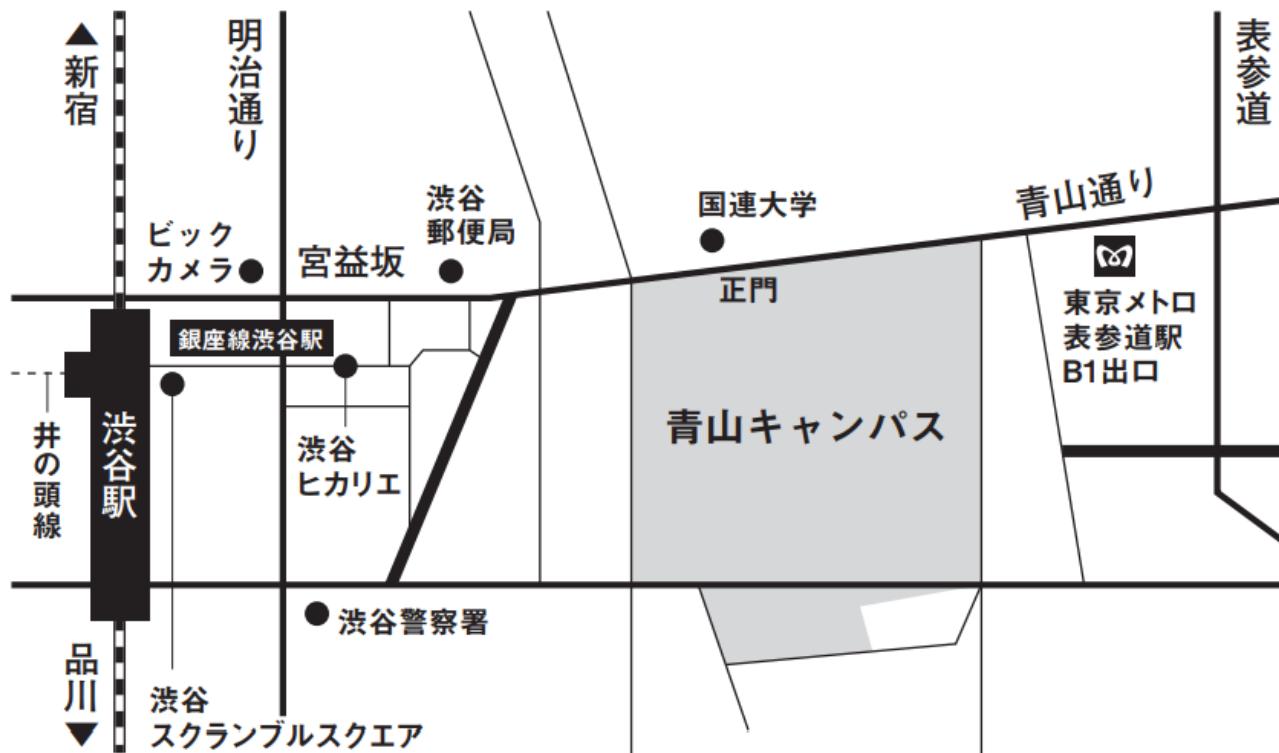 ▲新宿
明治通り
表参道
青山通り
渋谷
郵便局
国連大学
ビック
カメラ
宮益坂
正門
東京メトロ
表参道駅
B1出口
銀座線渋谷駅
青山キャンパス
渋谷駅
井の頭線
渋谷
ヒカリエ
渋谷警察署
品川▼
渋谷
スクランブルスクエア